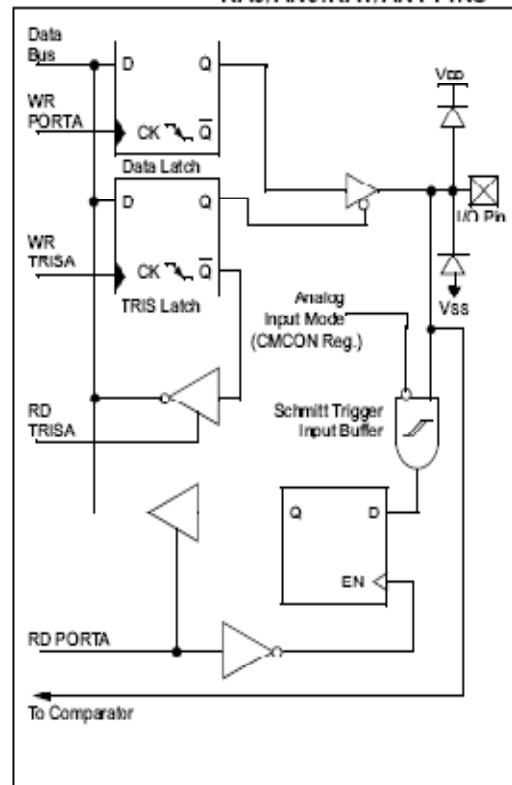 Data
Bus
D
Q
VDD
WR
PORTA
CK
Q
Data Latch
D
Q
I/O Pin
WR
TRISA
CK
Q
TRIS Latch
Analog
Input Mode
(CMCON Reg.)
VSS
RD
TRISA
Schmitt Trigger
Input Buffer
Q
D
EN
RD PORTA
To Comparator